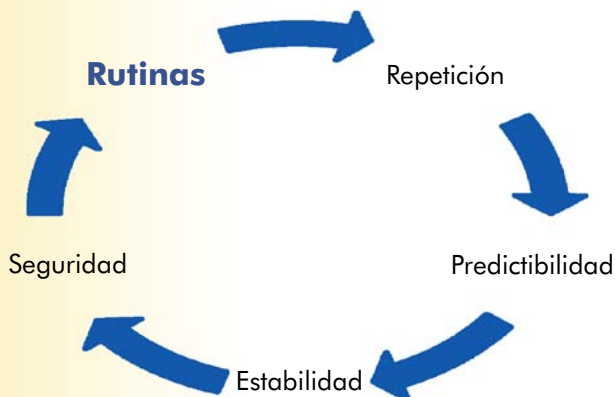 Rutinas
Repetición
Predictibilidad
Estabilidad
Seguridad